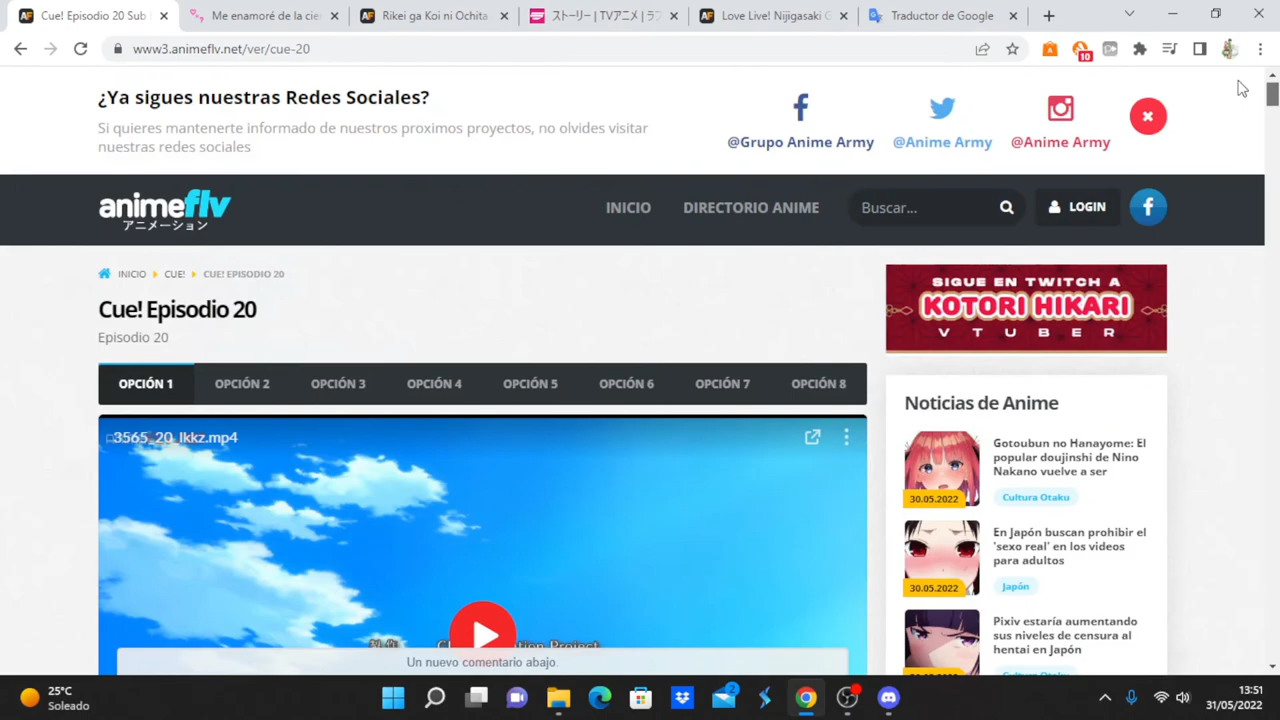 Cue! Episodio 20 Sub
Me enamoré de la cie
Rikei ga Koi ni Ochita
ストーリー | TVアニメ | ラブ
Love Live! Nijigasaki G
Traductor de Google
www3.animeflv.net/ver/cue-20
10
¿Ya sigues nuestras Redes Sociales?
Si quieres mantenerte informado de nuestros proximos proyectos, no olvides visitar
nuestras redes sociales
@Grupo Anime Army
@Anime Army
@Anime Army
animeflv
アニメーション
INICIO
DIRECTORIO ANIME
Buscar...
LOGIN
INICIO
CUE!
CUE! EPISODIO 20
Cue! Episodio 20
Episodio 20
SIGUE EN TWITCH A
KOTORI HIKARI
VTUBER
OPCIÓN 1
OPCIÓN 2
OPCIÓN 3
OPCIÓN 4
OPCIÓN 5
OPCIÓN 6
OPCIÓN 7
OPCIÓN 8
3565_20_lkkz.mp4
Un nuevo comentario abajo.
Noticias de Anime
Gotoubun no Hanayome: El
popular doujinshi de Nino
Nakano vuelve a ser
30.05.2022
Cultura Otaku
En Japón buscan prohibir el
'sexo real' en los videos
para adultos
30.05.2022
Japón
Pixiv estaría aumentando
sus niveles de censura al
hentai en Japón
25°C
Soleado
2
13:51
31/05/2022